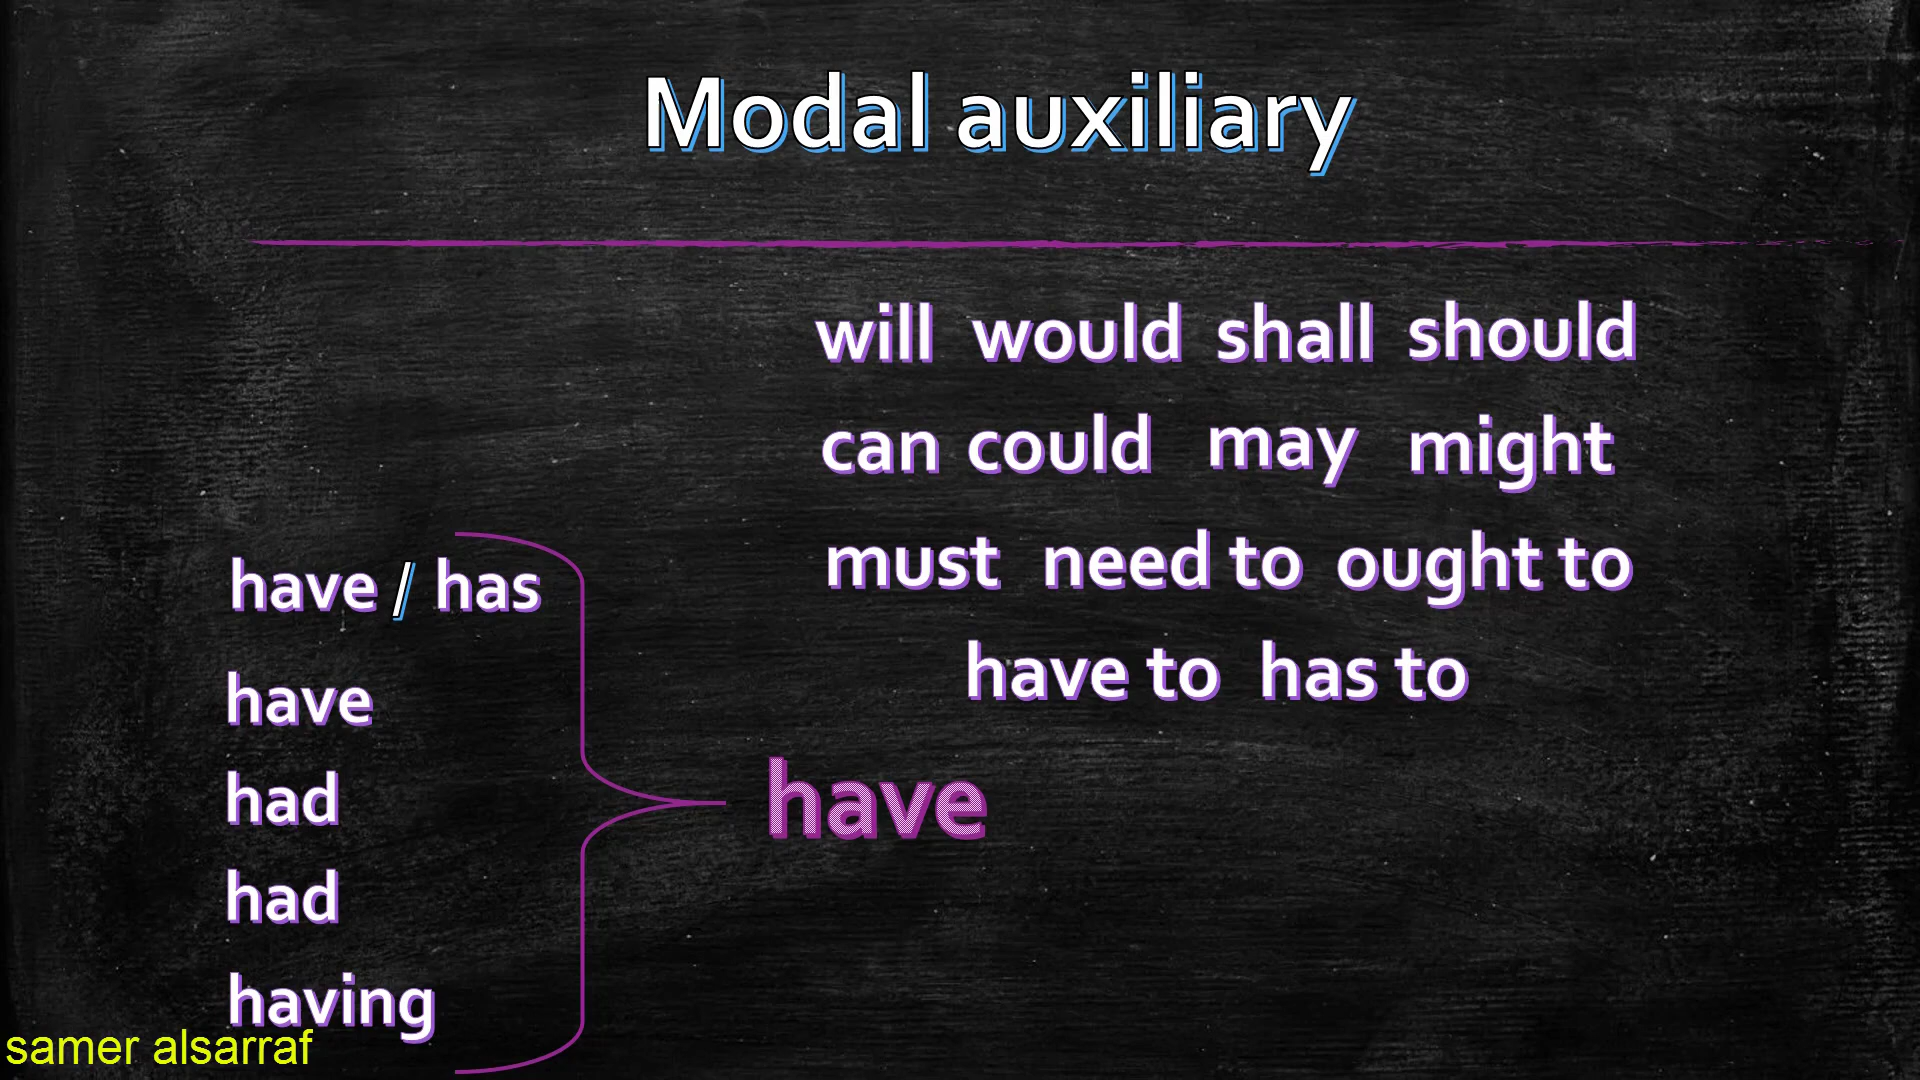 Modal auxiliary
will would shall should
can could may might
must need to ought to
have to has to
have / has
have
had
had
having
have
samer alsarraf